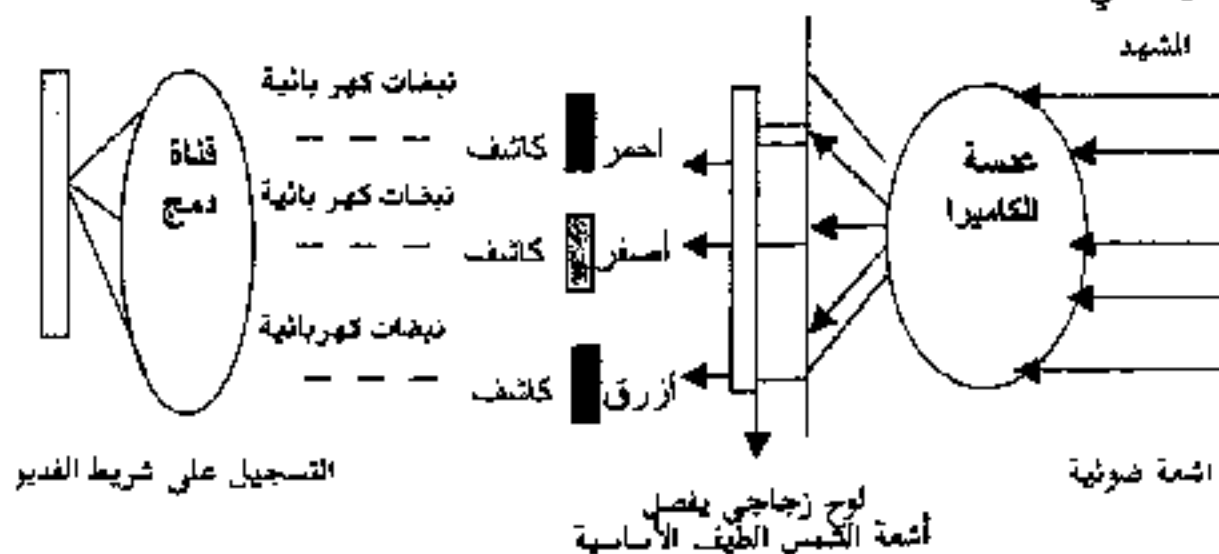 المشهد
عدسة
الكاميرا
اشعة ضوئية
احمر
كاشف
نبضات كهربائية
اصفر
كاشف
نبضات كهربائية
أزرق
كاشف
نبضات كهربائية
لوح زجاجي يفصل
أشعة الشمس الطيف الأساسية
قناة
دمج
التسجيل على شريط الفديو